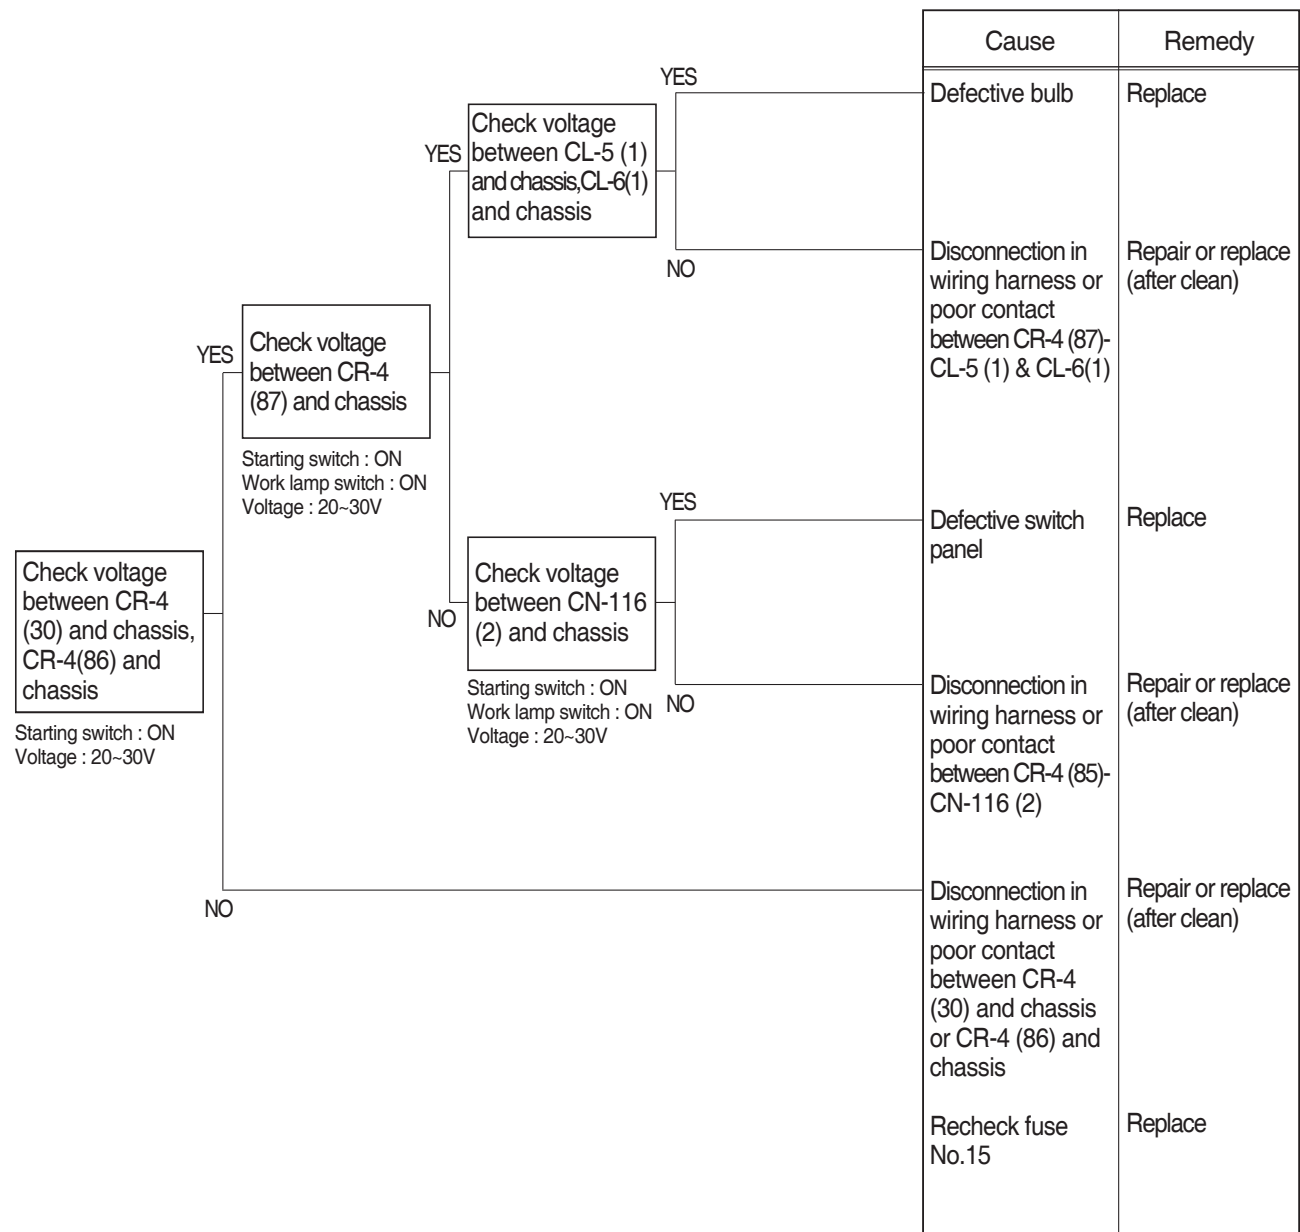 Cause
Remedy
YES
Defective bulb
Replace
Check voltage
between CL-5 (1)
and chassis,CL-6(1)
and chassis
YES
NO
Disconnection in
wiring harness or
poor contact
between CR-4 (87)-
CL-5 (1) & CL-6(1)
Repair or replace
(after clean)
YES
Check voltage
between CR-4
(87) and chassis
Starting switch : ON
Work lamp switch : ON
Voltage : 20~30V
YES
Defective switch
panel
Replace
Check voltage
between CR-4
(30) and chassis,
CR-4(86) and
chassis
Starting switch : ON
Voltage : 20~30V
NO
Check voltage
between CN-116
(2) and chassis
Starting switch : ON
Work lamp switch : ON
Voltage : 20~30V
NO
Disconnection in
wiring harness or
poor contact
between CR-4 (85)-
CN-116 (2)
Repair or replace
(after clean)
NO
Disconnection in
wiring harness or
poor contact
between CR-4
(30) and chassis
or CR-4 (86) and
chassis
Repair or replace
(after clean)
Recheck fuse
No.15
Replace